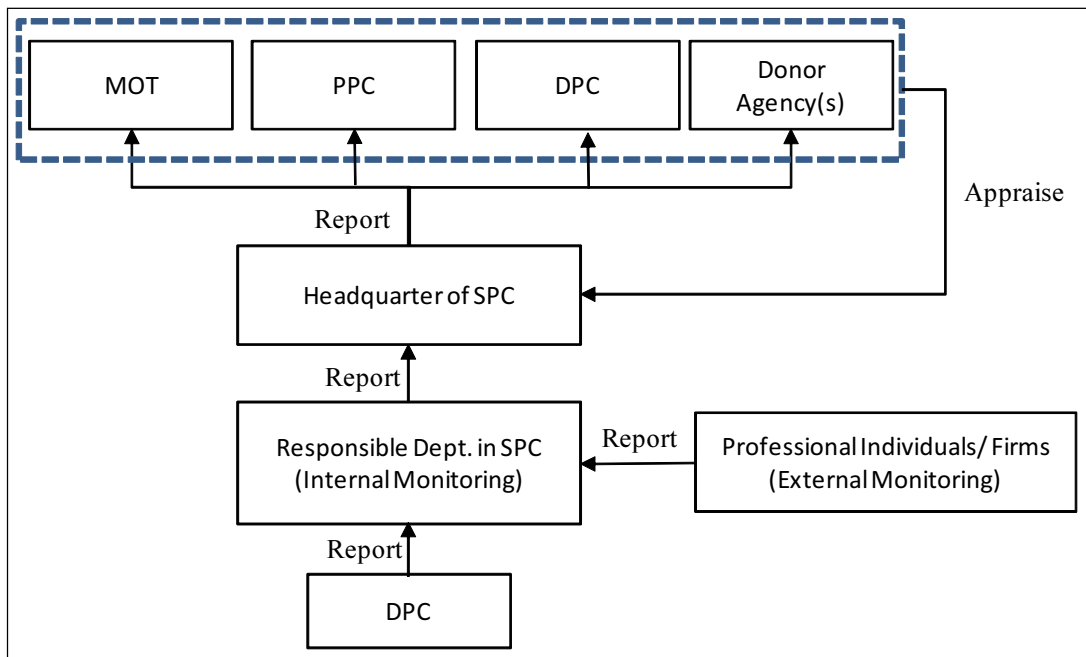 MOT
PPC
DPC
Donor
Agency(s)
Appraise
Report
Headquarter of SPC
Report
Responsible Dept. in SPC
(Internal Monitoring)
Report
Professional Individuals/ Firms
(External Monitoring)
Report
DPC